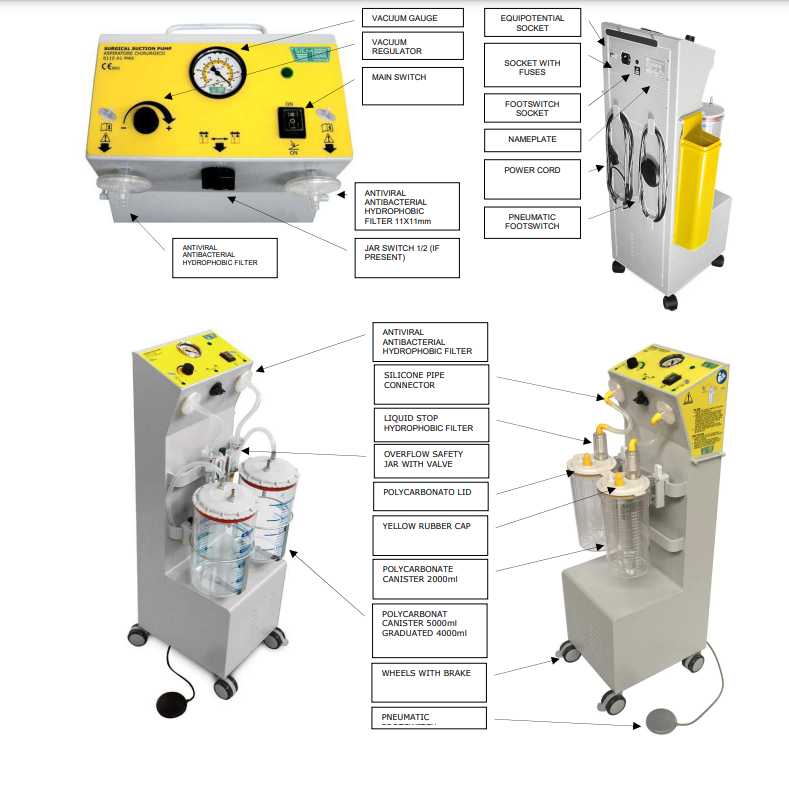 VACUUM GAUGE
VACUUM
REGULATOR
MAIN SWITCH
SURGICAL SUCTION PUMP
ASPIRATORE CHIRURGICO
ON
ON
ANTIVIRAL
ANTIBACTERIAL
HYDROPHOBIC
FILTER 11X11mm
ANTIVIRAL
ANTIBACTERIAL
HYDROPHOBIC FILTER
JAR SWITCH 1/2 (IF
PRESENT)
EQUIPOTENTIAL
SOCKET
SOCKET WITH
FUSES
FOOTSWITCH
SOCKET
NAMEPLATE
POWER CORD
PNEUMATIC
FOOTSWITCH
ANTIVIRAL
ANTIBACTERIAL
HYDROPHOBIC FILTER
SILICONE PIPE
CONNECTOR
LIQUID STOP
HYDROPHOBIC FILTER
OVERFLOW SAFETY
JAR WITH VALVE
POLYCARBONATO LID
YELLOW RUBBER CAP
POLYCARBONATE
CANISTER 2000ml
POLYCARBONAT
CANISTER 5000ml
GRADUATED 4000ml
WHEELS WITH BRAKE
PNEUMATIC